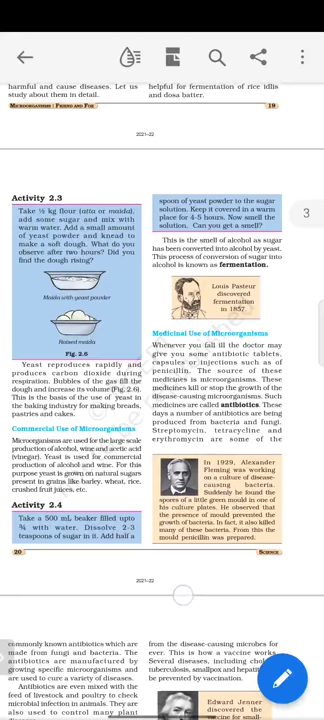 harmful and cause diseases. Let us
study about them in detail.
helpful for fermentation of rice idlis
and dosa batter.
MICROORGANISMS : FRIEND AND FOE
19
2021–22
3
Activity 2.3
Take ½ kg flour (atta or maida),
add some sugar and mix with
warm water. Add a small amount
of yeast powder and knead to
make a soft dough. What do you
observe after two hours? Did you
find the dough rising?
Maida with yeast powder
Raised maida
Fig. 2.6
Yeast reproduces rapidly and
produces carbon dioxide during
respiration. Bubbles of the gas fill the
dough and increase its volume (Fig. 2.6).
This is the basis of the use of yeast in
the baking industry for making breads,
pastries and cakes.
Commercial Use of Microorganisms
Microorganisms are used for the large scale
production of alcohol, wine and acetic acid
(vinegar). Yeast is used for commercial
production of alcohol and wine. For this
purpose yeast is grown on natural sugars
present in grains like barley, wheat, rice,
crushed fruit juices, etc.
Activity 2.4
Take a 500 mL beaker filled upto
¾ with water. Dissolve 2-3
teaspoons of sugar in it. Add half a
spoon of yeast powder to the sugar
solution. Keep it covered in a warm
place for 4-5 hours. Now smell the
solution. Can you get a smell?
This is the smell of alcohol as sugar
has been converted into alcohol by yeast.
This process of conversion of sugar into
alcohol is known as fermentation.
Louis Pasteur
discovered
fermentation
in 1857.
Medicinal Use of Microorganisms
Whenever you fall ill the doctor may
give you some antibiotic tablets,
capsules or injections such as of
penicillin. The source of these
medicines is microorganisms. These
medicines kill or stop the growth of the
disease-causing microorganisms. Such
medicines are called antibiotics. These
days a number of antibiotics are being
produced from bacteria and fungi.
Streptomycin, tetracycline and
erythromycin are some of the
In 1929, Alexander
Fleming was working
on a culture of disease-
causing bacteria.
Suddenly he found the
spores of a little green mould in one of
his culture plates. He observed that
the presence of mould prevented the
growth of bacteria. In fact, it also killed
many of these bacteria. From this the
mould penicillin was prepared.
20
SCIENCE
2021–22
commonly known antibiotics which are
made from fungi and bacteria. The
antibiotics are manufactured by
growing specific microorganisms and
are used to cure a variety of diseases.
Antibiotics are even mixed with the
feed of livestock and poultry to check
microbial infection in animals. They are
also used to control many plant
from the disease-causing microbes for
ever. This is how a vaccine works.
Several diseases, including
tuberculosis, smallpox and
be prevented by vaccination.
Edward Jenner
discovered the
vaccine for small-